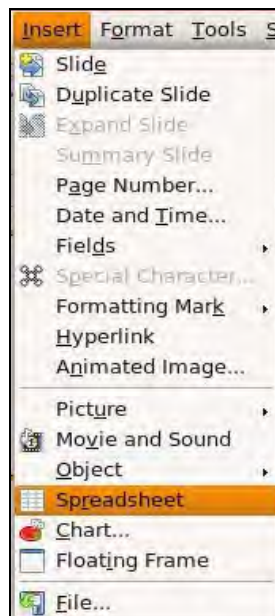 Insert Format Tools S
Slide
Duplicate Slide
Expand Slide
Summary Slide
Page Number...
Date and Time...
Fields
Special Character...
Formatting Mark
Hyperlink
Animated Image...
Picture
Movie and Sound
Object
Spreadsheet
Chart...
Floating Frame
File...